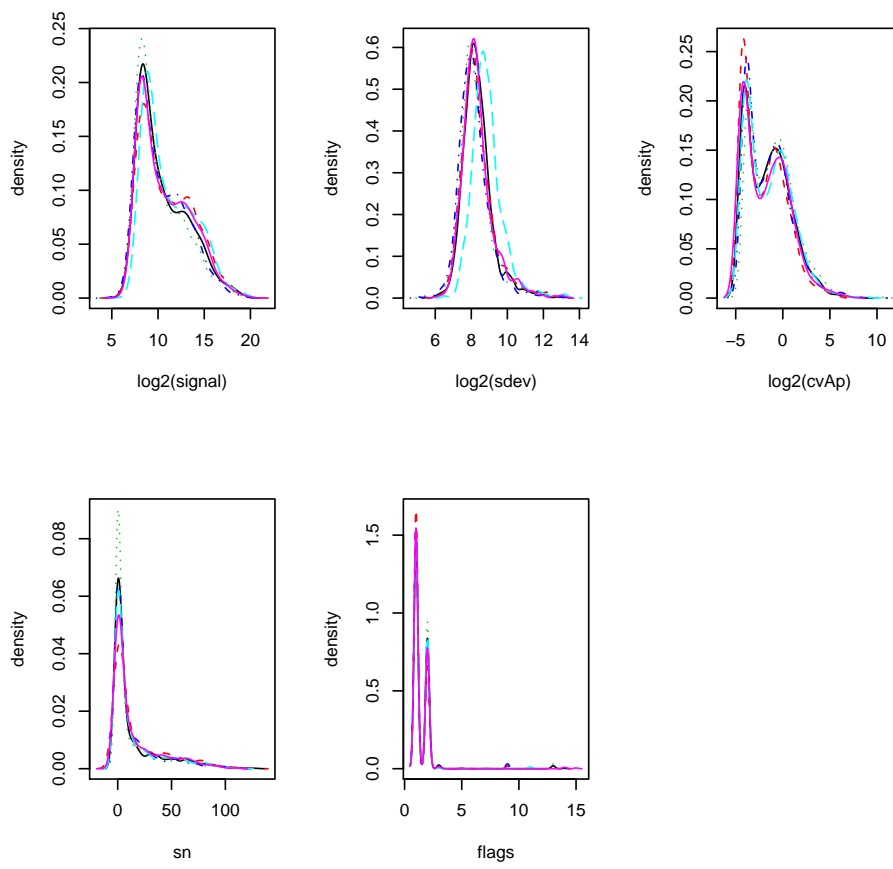 density
0.00 0.05 0.10 0.15 0.20 0.25
5 10 15 20
log2(signal)
density
0.0 0.1 0.2 0.3 0.4 0.5 0.6
6 8 10 12 14
log2(sdev)
density
0.00 0.05 0.10 0.15 0.20 0.25
−5 0 5 10
log2(cvAp)
density
0.00 0.02 0.04 0.06 0.08
0 50 100
sn
density
0.0 0.5 1.0 1.5
0 5 10 15
flags